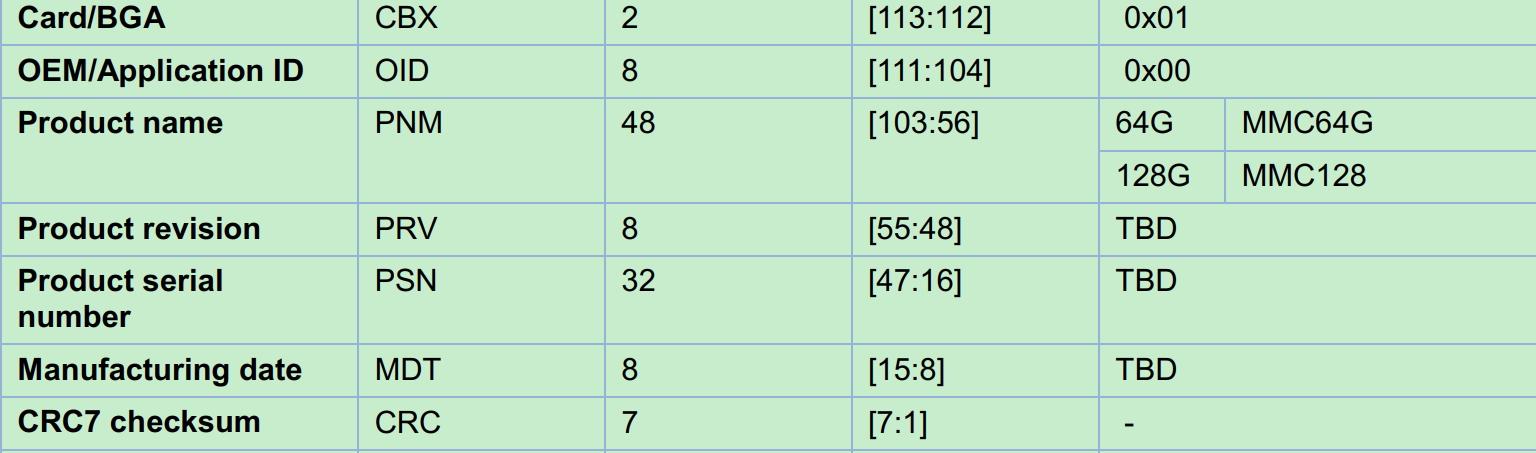 Card/BGA CBX 2 [113:112] 0x01
OEM/Application ID OID 8 [111:104] 0x00
Product name PNM 48 [103:56] 64G MMC64G
128G MMC128
Product revision PRV 8 [55:48] TBD
Product serial PSN 32 [47:16] TBD
number
Manufacturing date MDT 8 [15:8] TBD
CRC7 checksum CRC 7 [7:1] -